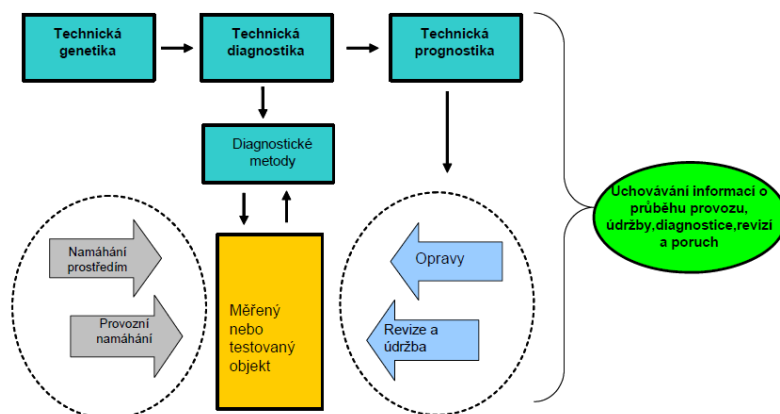 Technická
genetika
Technická
diagnostika
Technická
prognostika
Diagnostické
metody
Uchovávání informací o
průběhu provozu,
údržby,diagnostice,revizí
a poruch
Namáhání
prostředím
Opravy
Měřený
nebo
testovaný
objekt
Provozní
namáhání
Revize a
údržba